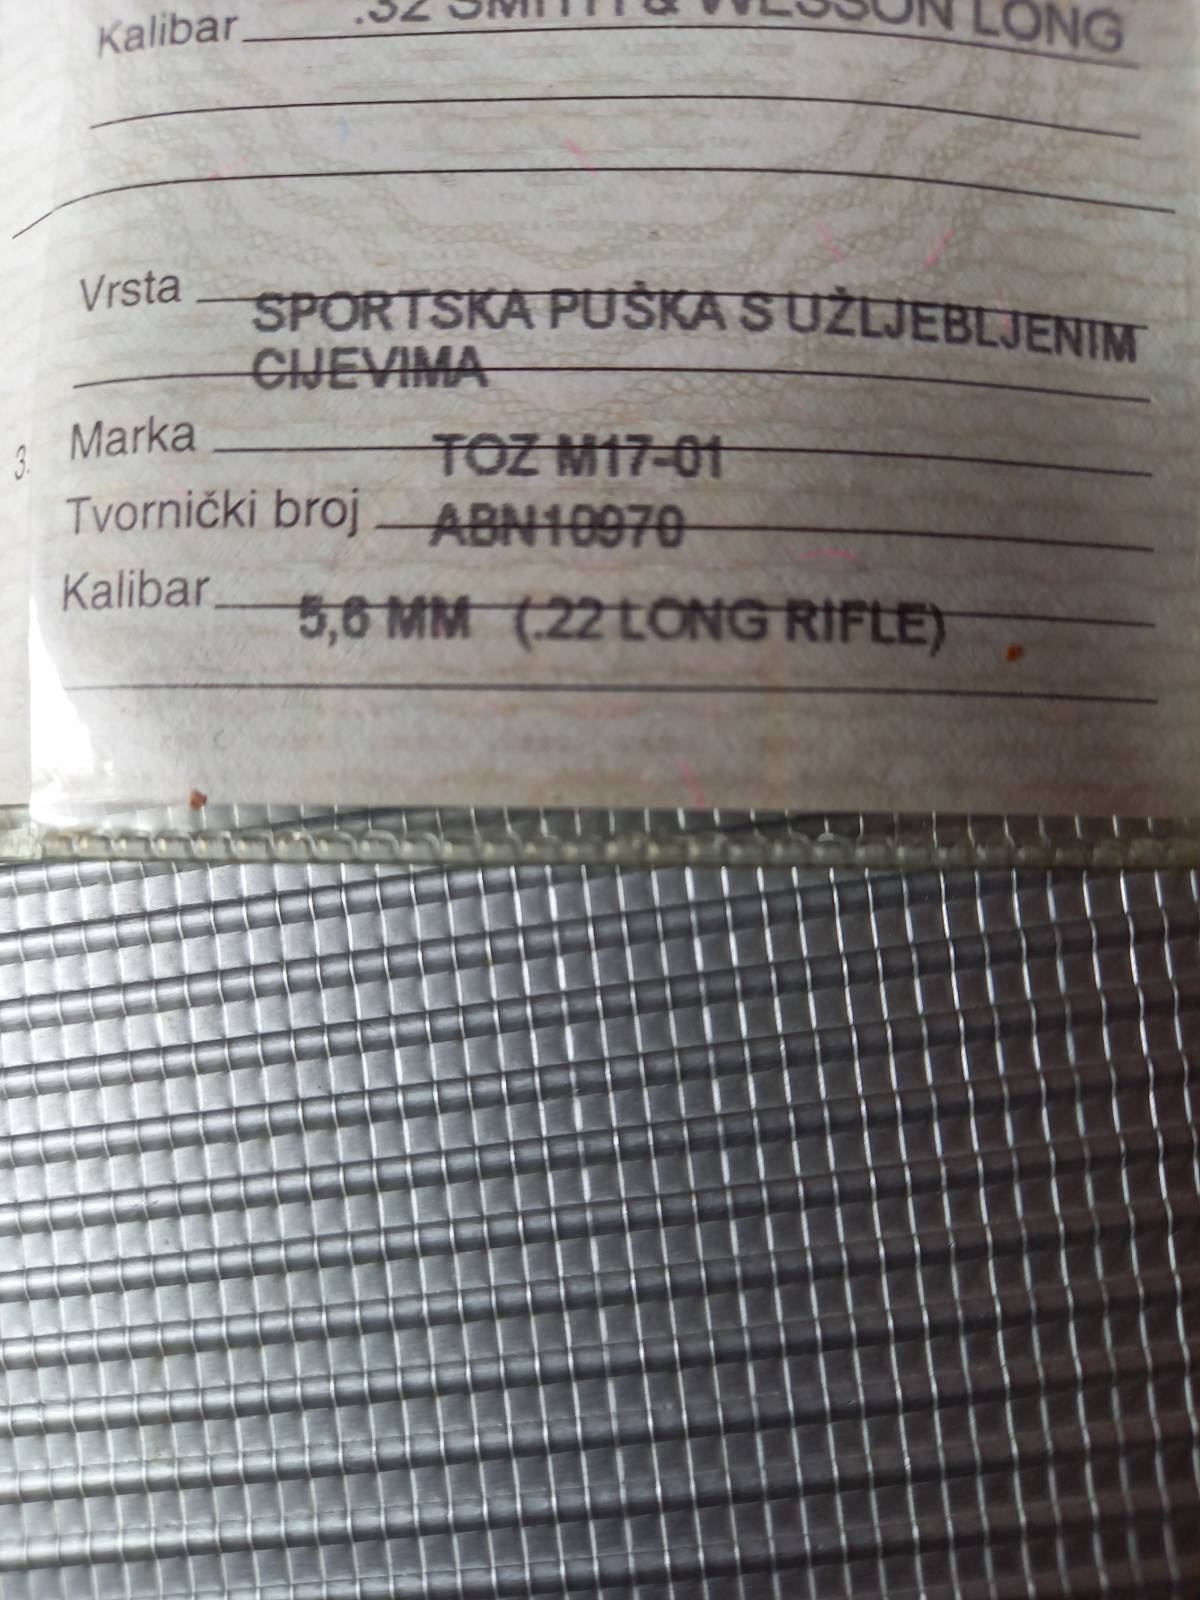 Kalibar .32 SMITH & WESSON LONG
Vrsta SPORTSKA PUŠKA S UŽLJEBLJENIM
CIJEVIMA
3. Marka TOZ M17-01
Tvornički broj ABN10970
Kalibar 5,6 MM (.22 LONG RIFLE)